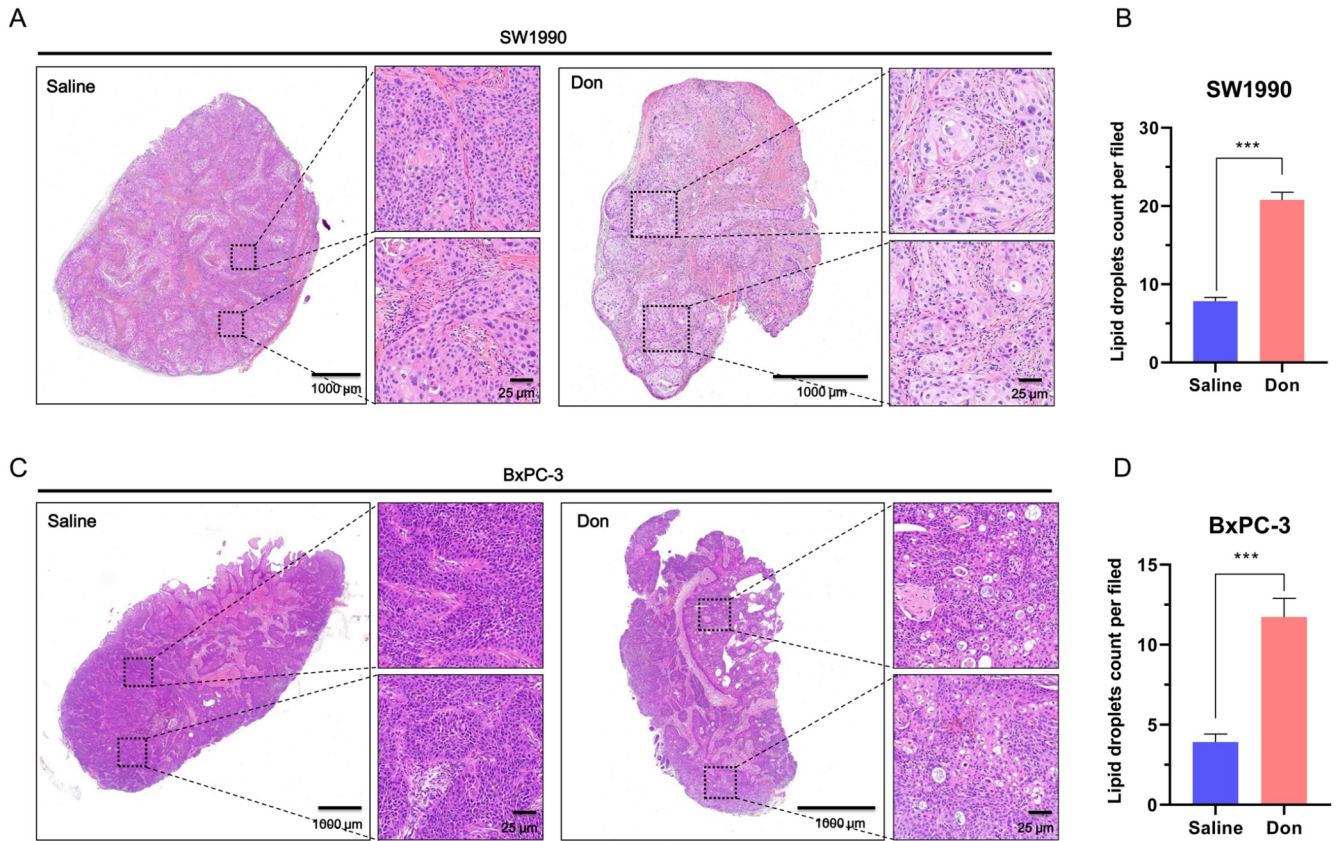 A
SW1990
Saline
1000 µm
25 µm
Don
1000 µm
25 µm
B
SW1990
Lipid droplets count per filed
30
20
10
0
***
Saline Don
C
BxPC-3
Saline
1000 µm
25 µm
Don
1000 µm
25 µm
D
BxPC-3
Lipid droplets count per filed
15
10
5
0
***
Saline Don